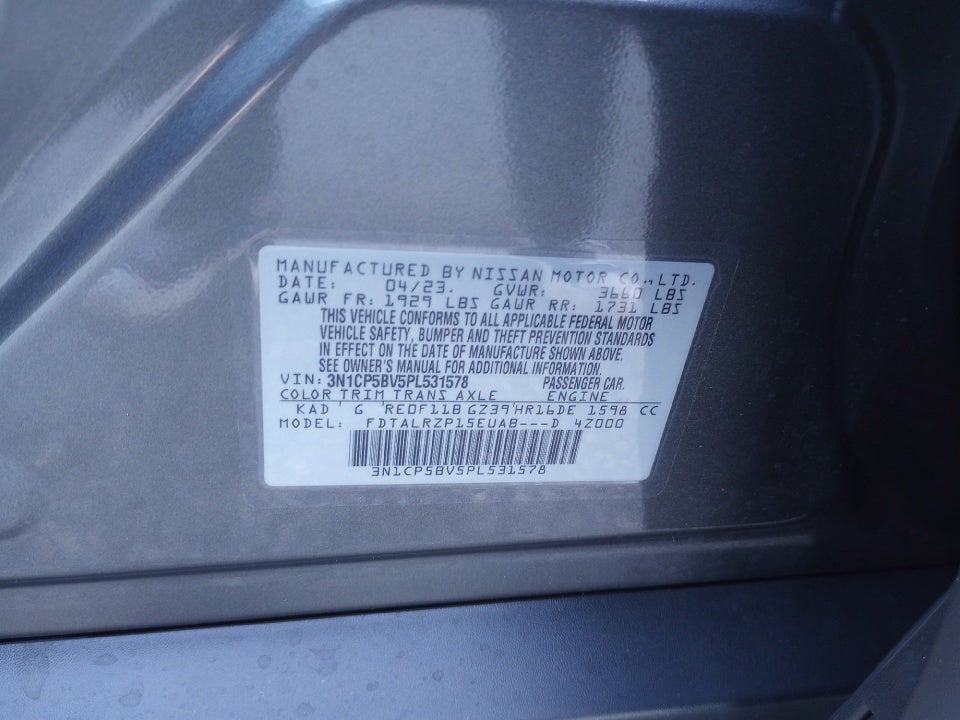 MANUFACTURED BY NISSAN MOTOR CO., LTD.
DATE: 04/23. GVWR: 3660 LBS
GAWR FR: 1929 LBS GAWR RR: 1731 LBS
THIS VEHICLE CONFORMS TO ALL APPLICABLE FEDERAL MOTOR
VEHICLE SAFETY, BUMPER AND THEFT PREVENTION STANDARDS
IN EFFECT ON THE DATE OF MANUFACTURE SHOWN ABOVE.
SEE OWNER'S MANUAL FOR ADDITIONAL INFORMATION.
VIN: 3N1CP5BV5PL531578 PASSENGER CAR.
COLOR TRIM TRANS AXLE ENGINE
KAD G RE0F11B GZ39 HR16DE 1598 CC
MODEL: FDTALRZP15EUAB---D 4Z000
3N1CP5BV5PL531578